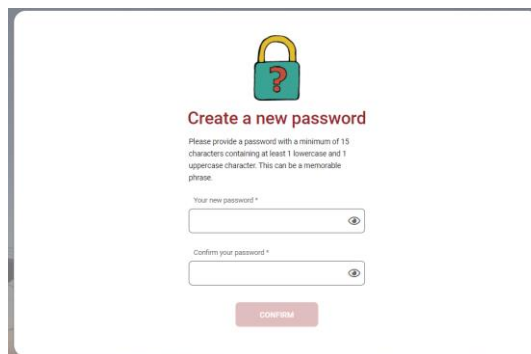 ?
Create a new password
Please provide a password with a minimum of 15
characters containing at least 1 lowercase and 1
uppercase character. This can be a memorable
phrase.
Your new password *
Confirm your password *
CONFIRM